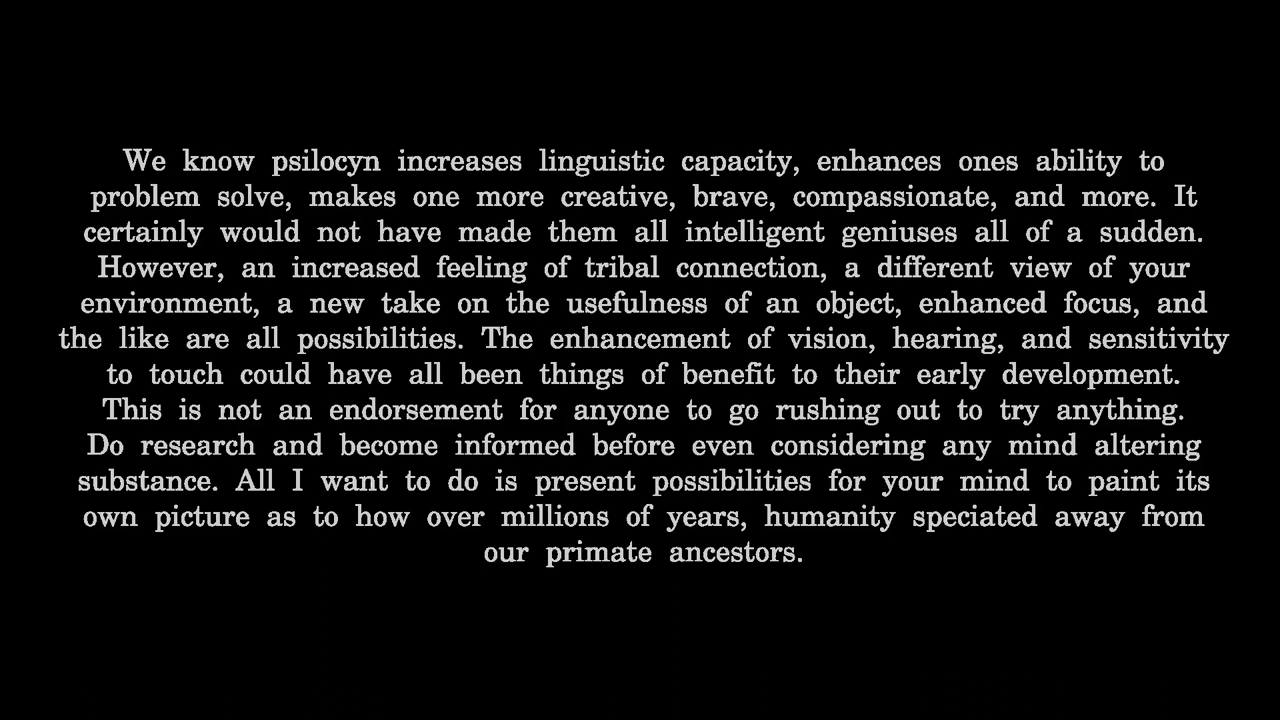 We know psilocyn increases linguistic capacity, enhances ones ability to
problem solve, makes one more creative, brave, compassionate, and more. It
certainly would not have made them all intelligent geniuses all of a sudden.
However, an increased feeling of tribal connection, a different view of your
environment, a new take on the usefulness of an object, enhanced focus, and
the like are all possibilities. The enhancement of vision, hearing, and sensitivity
to touch could have all been things of benefit to their early development.
This is not an endorsement for anyone to go rushing out to try anything.
Do research and become informed before even considering any mind altering
substance. All I want to do is present possibilities for your mind to paint its
own picture as to how over millions of years, humanity speciated away from
our primate ancestors.